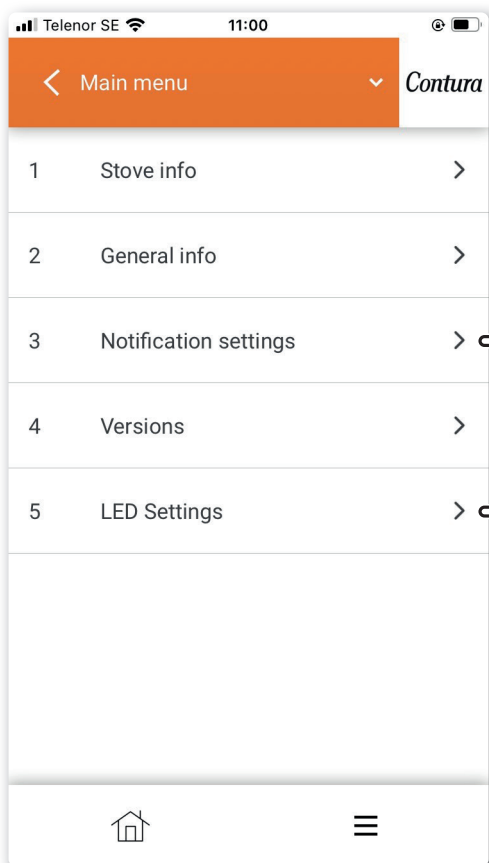 Telenor SE 11:00
Main menu Contura
1 Stove info
2 General info
3 Notification settings
4 Versions
5 LED Settings